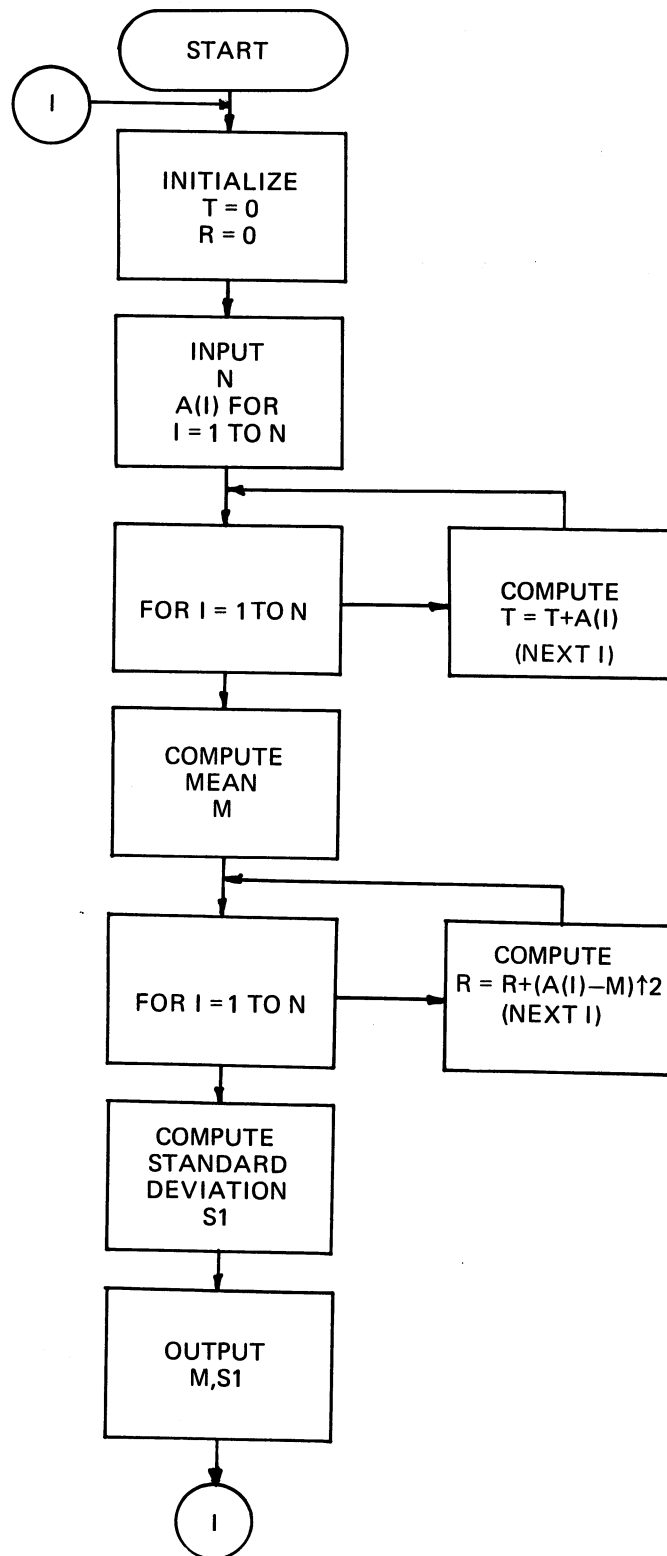 START
I
INITIALIZE
T = 0
R = 0
INPUT
N
A(I) FOR
I = 1 TO N
FOR I = 1 TO N
COMPUTE
T = T+A(I)
(NEXT I)
COMPUTE
MEAN
M
FOR I = 1 TO N
COMPUTE
R = R+(A(I)–M)↑2
(NEXT I)
COMPUTE
STANDARD
DEVIATION
S1
OUTPUT
M,S1
I